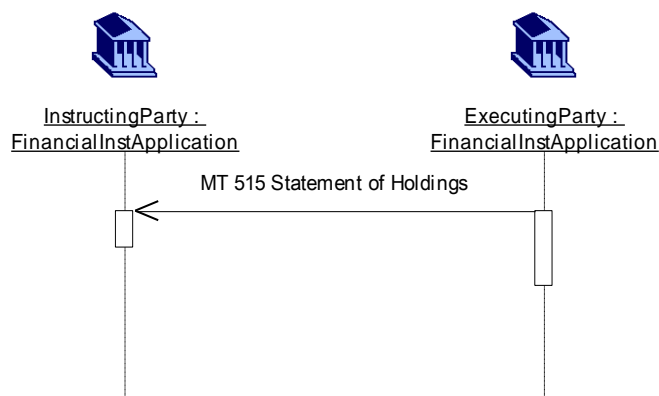 InstructingParty :
FinancialInstApplication
ExecutingParty :
FinancialInstApplication
MT 515 Statement of Holdings